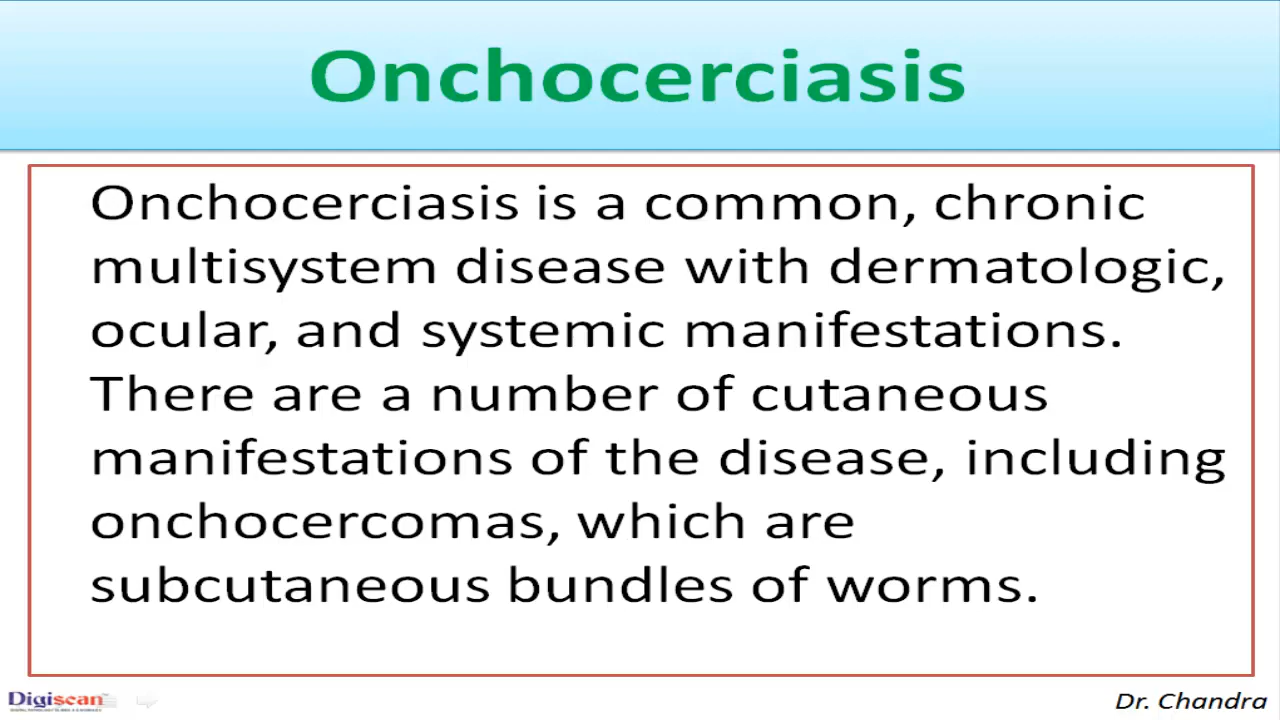 Onchocerciasis
Onchocerciasis is a common, chronic
multisystem disease with dermatologic,
ocular, and systemic manifestations.
There are a number of cutaneous
manifestations of the disease, including
onchocercomas, which are
subcutaneous bundles of worms.
Digiscan
Dr. Chandra